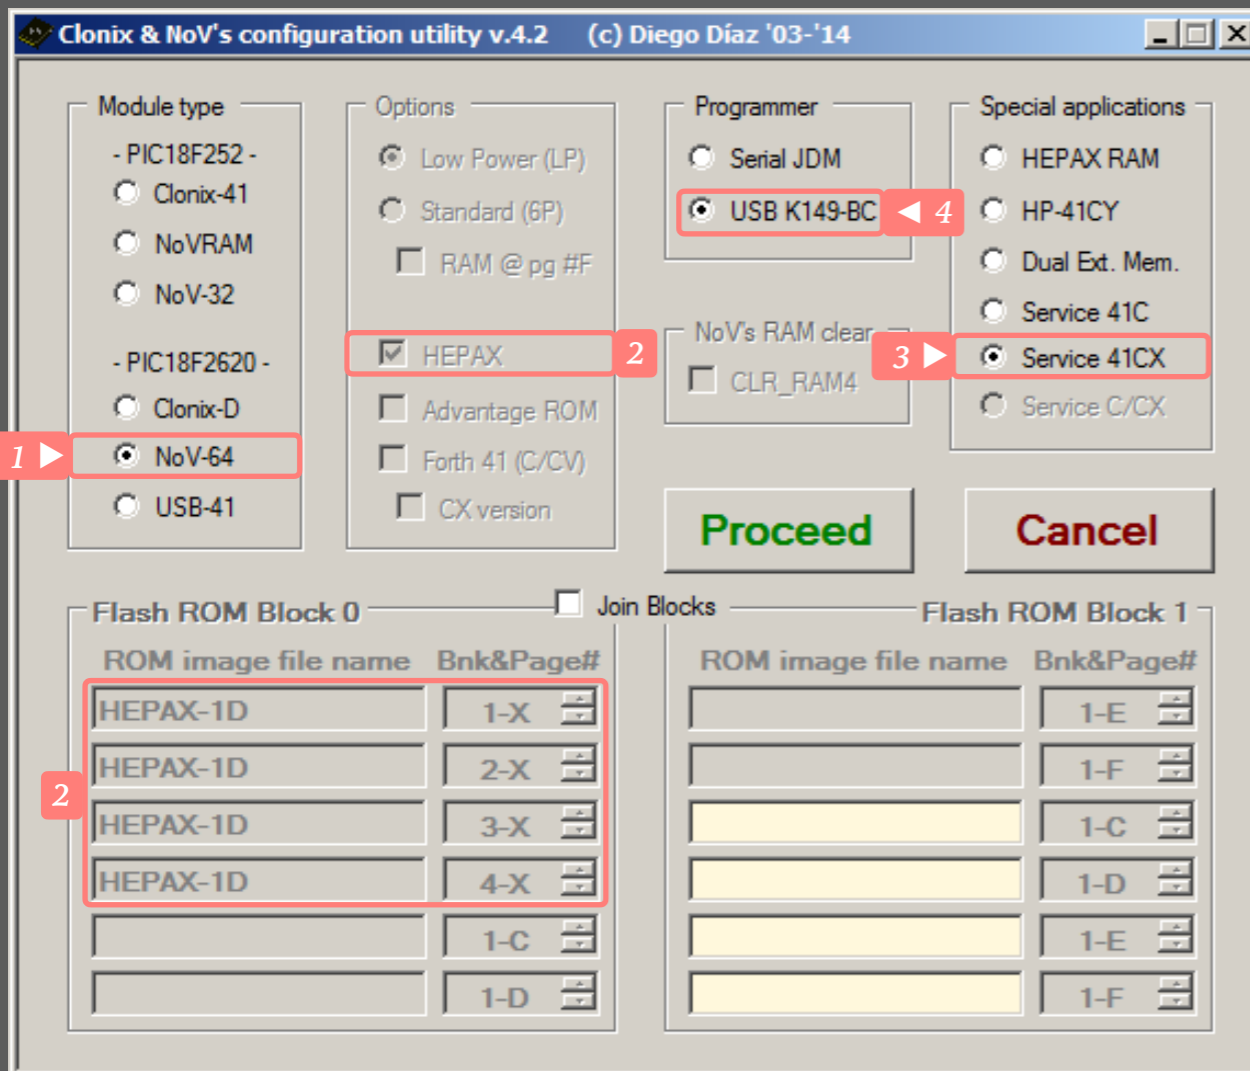 Clonix & NoV's configuration utility v.4.2 (c) Diego Díaz '03-'14
Module type
- PIC18F252 -
Clonix-41
NoVRAM
NoV-32
- PIC18F2620 -
Clonix-D
1 ▶ NoV-64
USB-41
Options
Low Power (LP)
Standard (6P)
RAM @ pg #F
HEPAX 2
Advantage ROM
Forth 41 (C/CV)
CX version
Programmer
Serial JDM
USB K149-BC ◀ 4
NoV's RAM clear
CLR_RAM4
Special applications
HEPAX RAM
HP-41CY
Dual Ext. Mem.
Service 41C
3 ▶ Service 41CX
Service C/CX
Proceed Cancel
Join Blocks
Flash ROM Block 0
ROM image file name Bnk&Page#
HEPAX-1D 1-X
HEPAX-1D 2-X
2
HEPAX-1D 3-X
HEPAX-1D 4-X
1-C
1-D
Flash ROM Block 1
ROM image file name Bnk&Page#
1-E
1-F
1-C
1-D
1-E
1-F